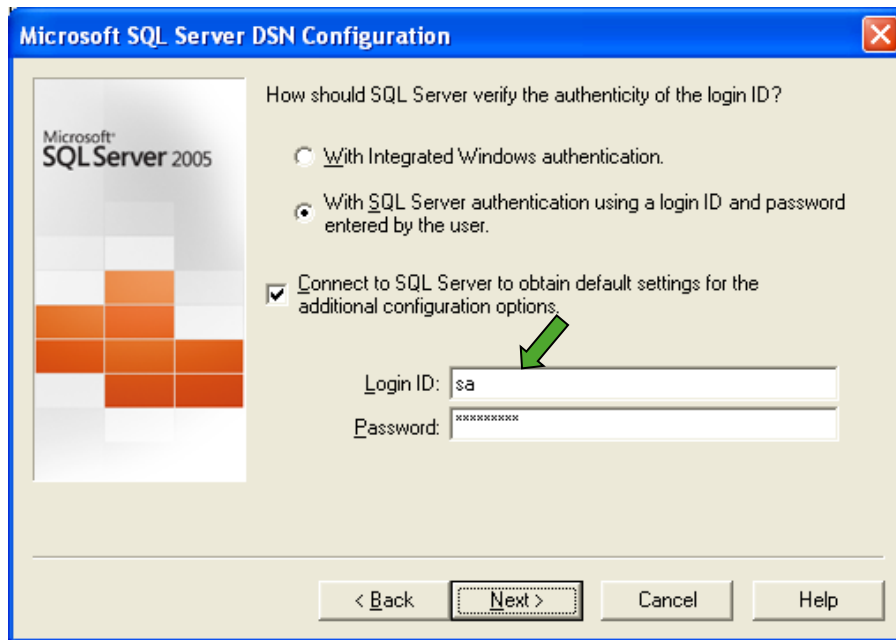 Microsoft SQL Server DSN Configuration
Microsoft
SQL Server 2005
How should SQL Server verify the authenticity of the login ID?
With Integrated Windows authentication.
With SQL Server authentication using a login ID and password
entered by the user.
Connect to SQL Server to obtain default settings for the
additional configuration options.
Login ID: sa
Password: *********
< Back Next > Cancel Help